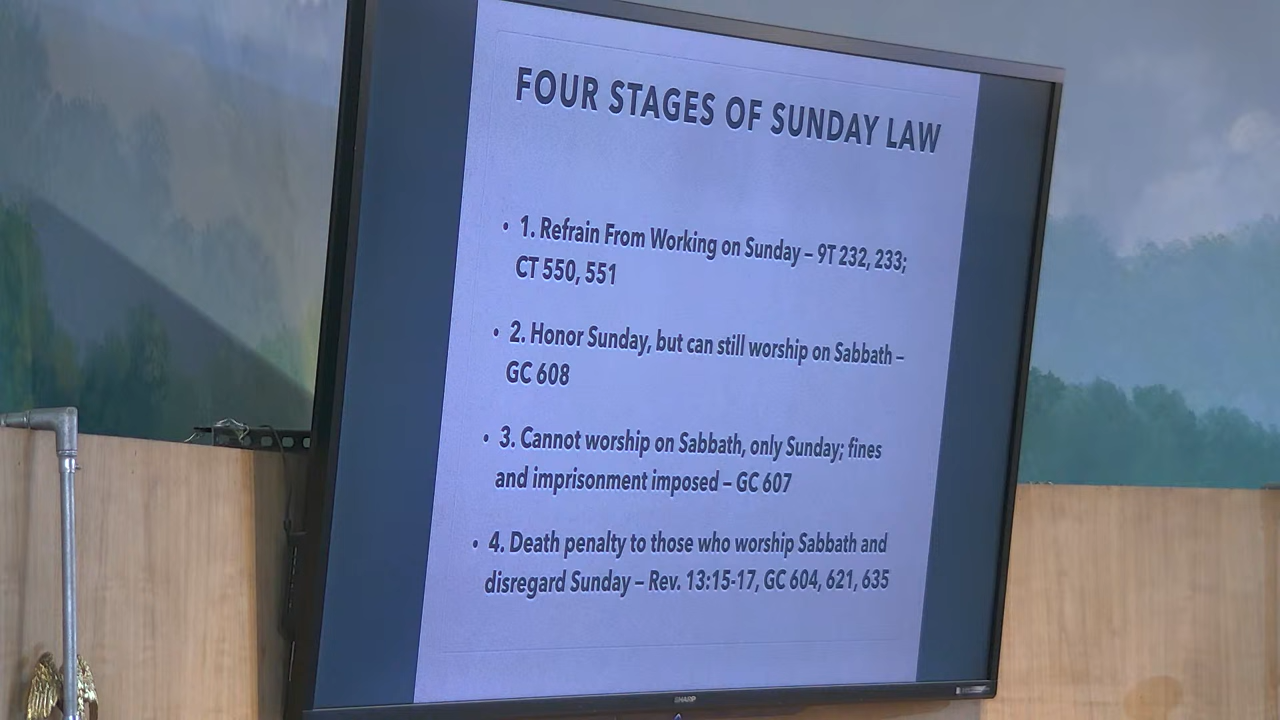 FOUR STAGES OF SUNDAY LAW
• 1. Refrain From Working on Sunday – 9T 232, 233;
CT 550, 551
• 2. Honor Sunday, but can still worship on Sabbath –
GC 608
• 3. Cannot worship on Sabbath, only Sunday; fines
and imprisonment imposed – GC 607
• 4. Death penalty to those who worship Sabbath and
disregard Sunday – Rev. 13:15-17, GC 604, 621, 635
SHARP